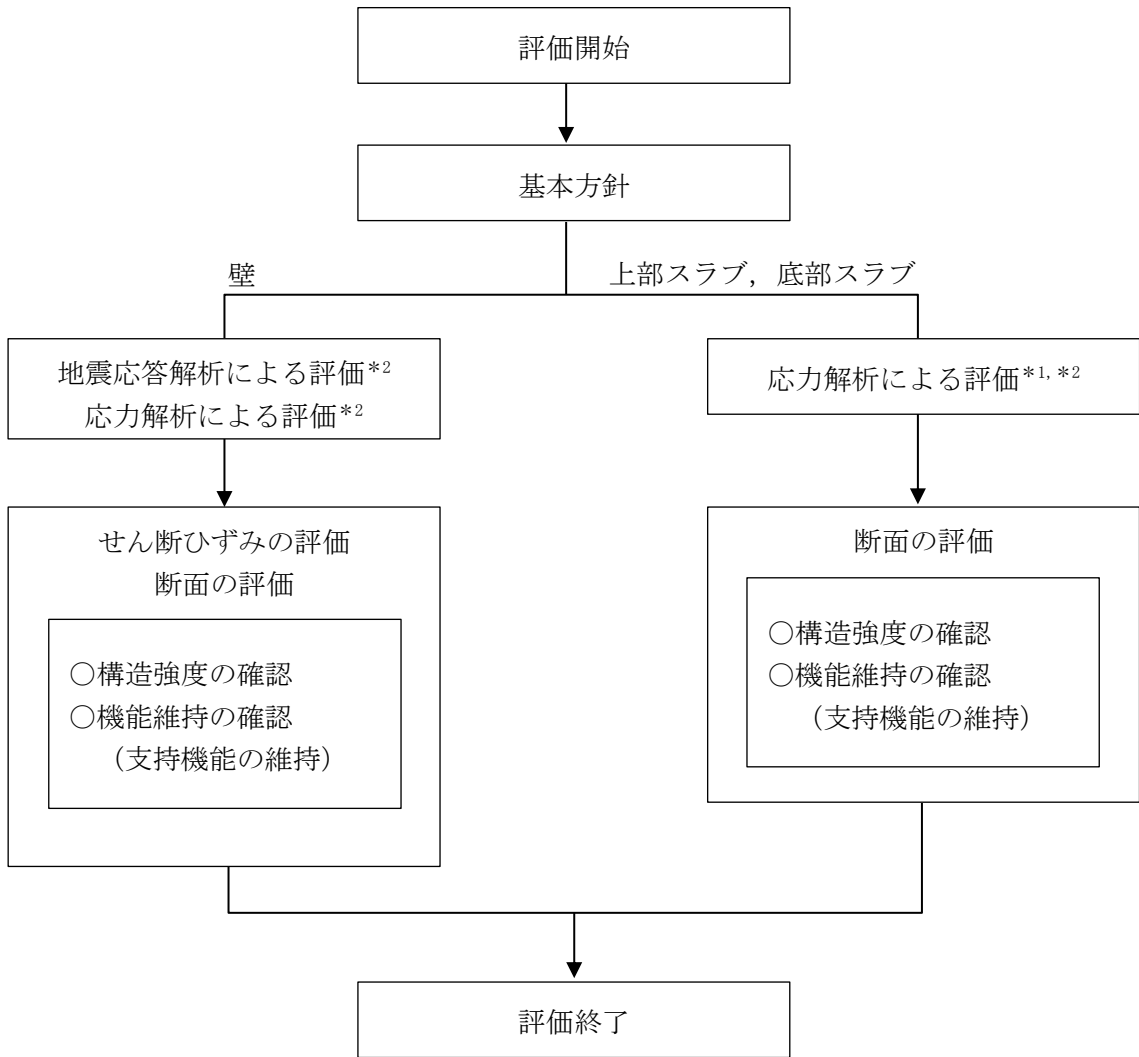 評価開始
基本方針
壁
上部スラブ，底部スラブ
地震応答解析による評価*2
応力解析による評価*2
応力解析による評価*1, *2
せん断ひずみの評価
断面の評価
○構造強度の確認
○機能維持の確認
（支持機能の維持）
断面の評価
○構造強度の確認
○機能維持の確認
（支持機能の維持）
評価終了